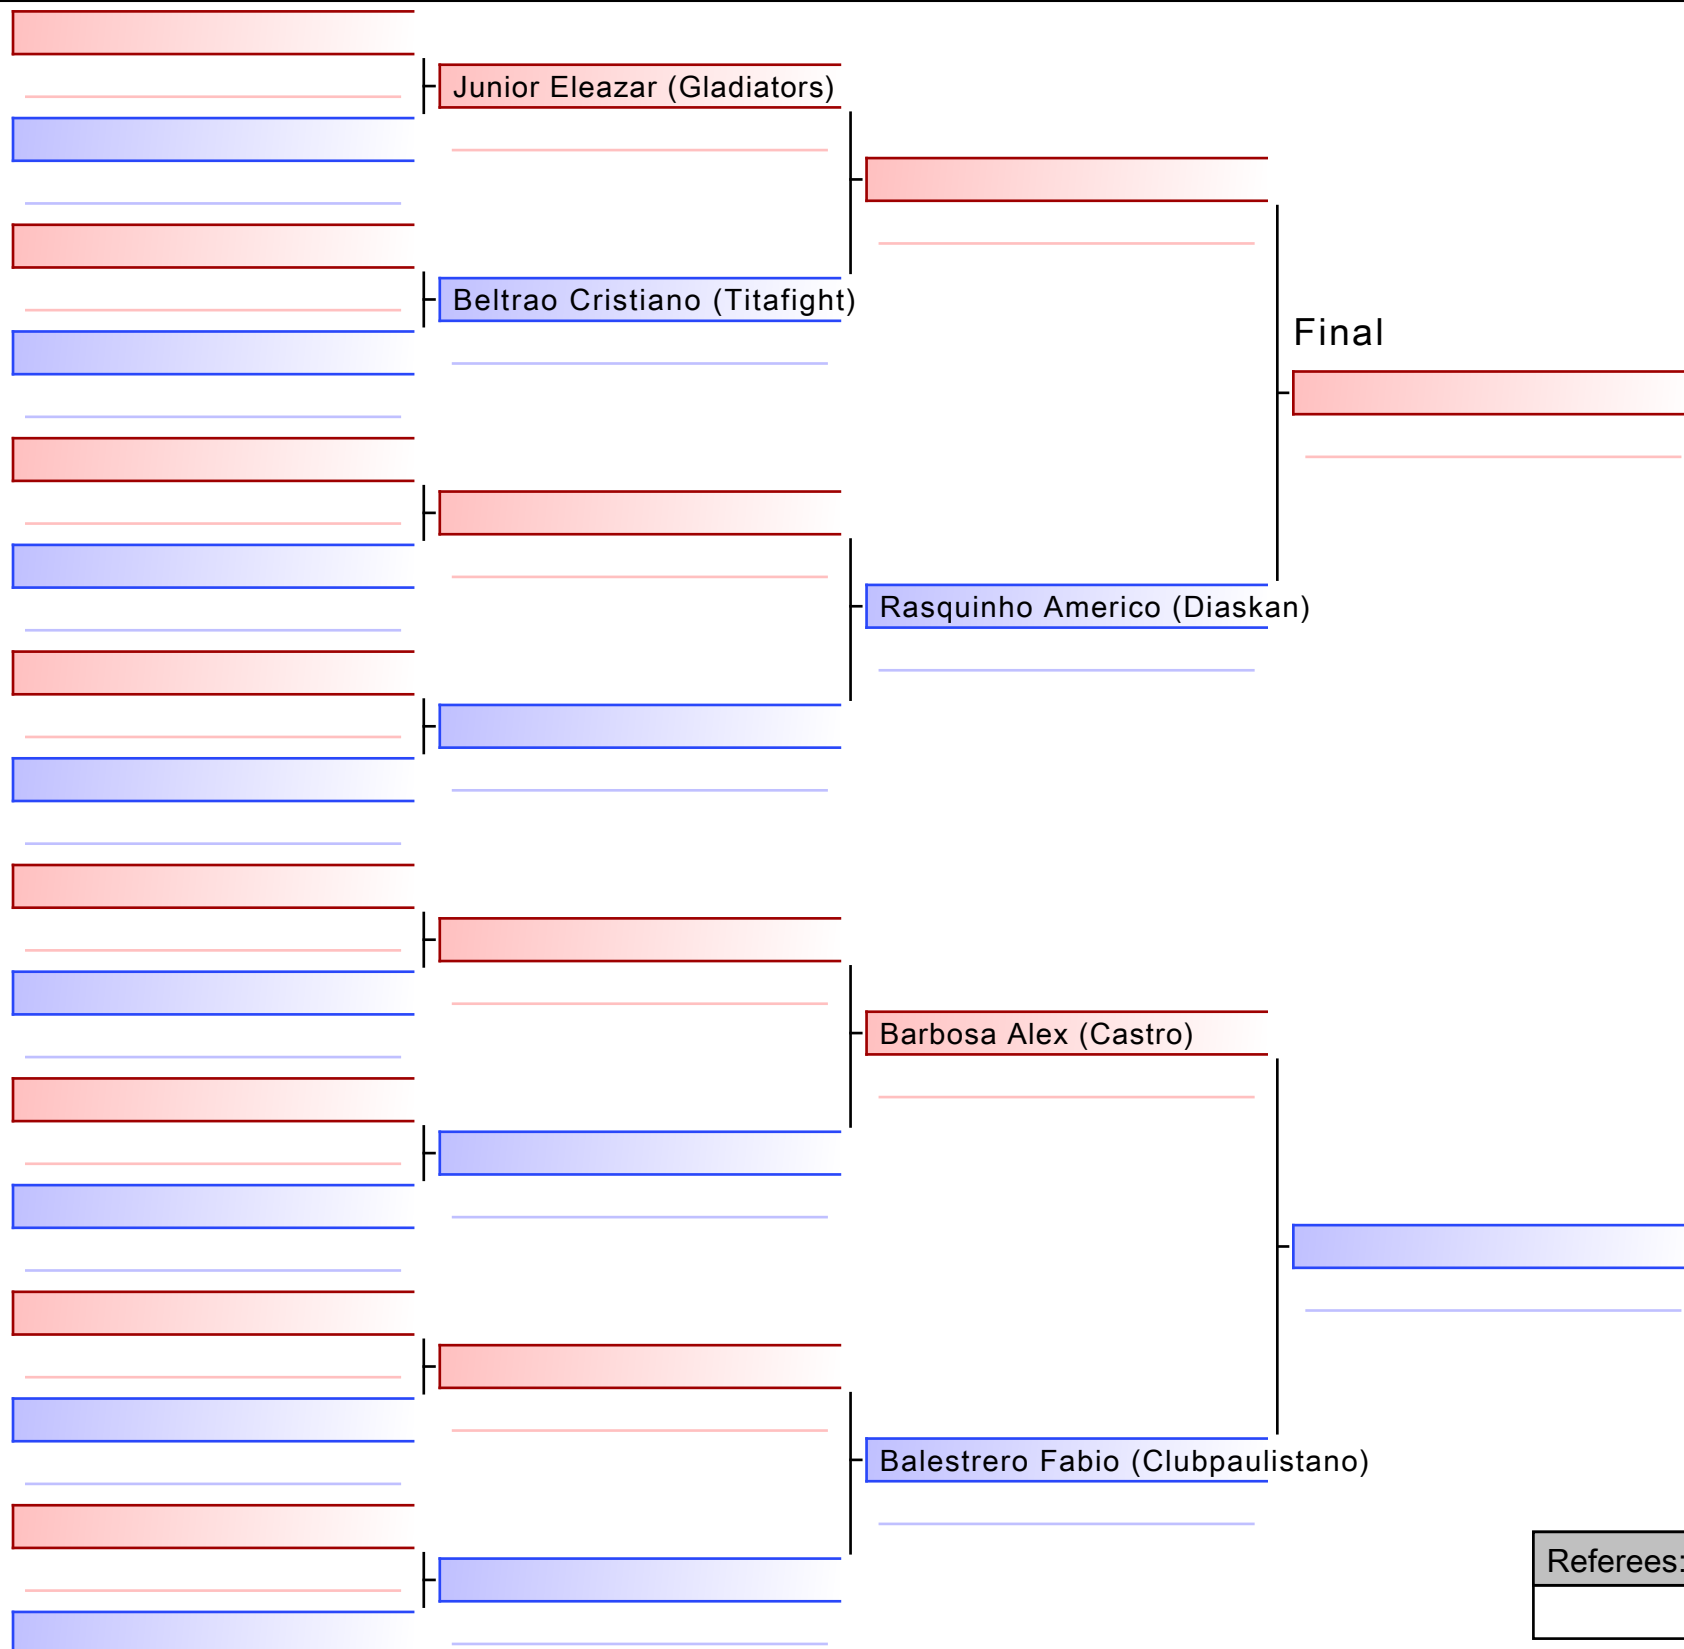 Junior Eleazar (Gladiators)
Beltrao Cristiano (Titafight)
Final
Rasquinho Americo (Diaskan)
Barbosa Alex (Castro)
Balestrero Fabio (Clubpaulistano)
Referees: